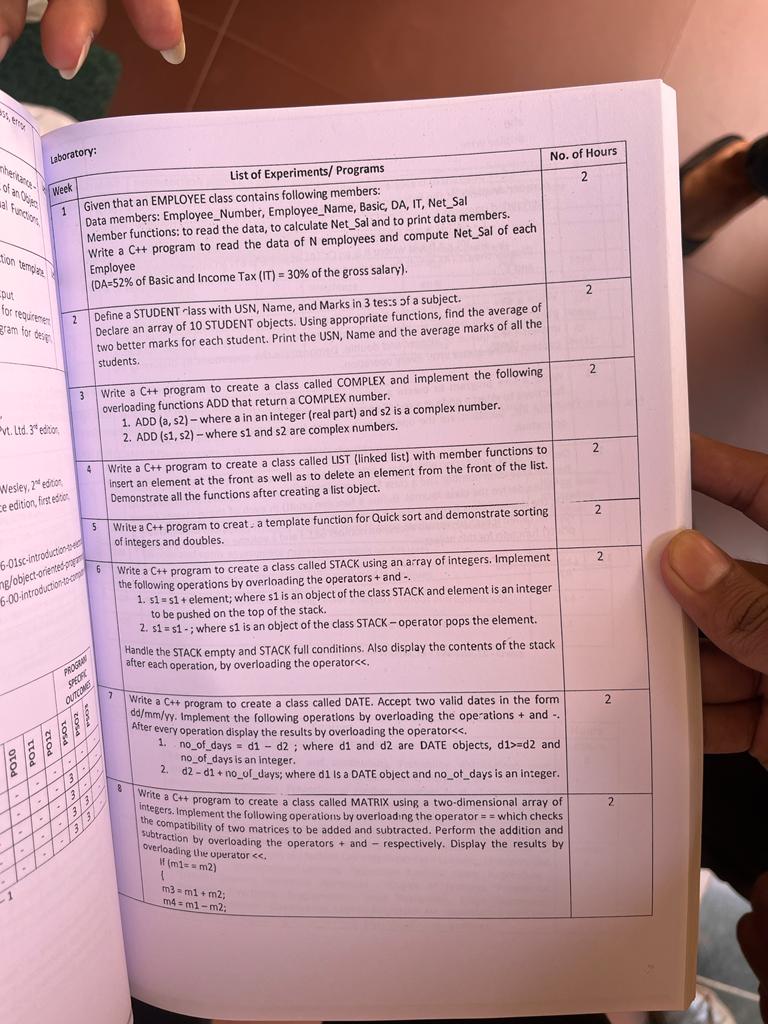 ass, error
nheritance –
of an Object
al Functions,
tion template,
put
for requirement
gram for design
Pvt. Ltd. 3rd edition,
Wesley, 2nd edition,
ce edition, first edition,
6-01sc-introduction-to-
ng/object-oriented-
6-00-introduction-to-
PROGRAM
SPECIFIC
OUTCOMES
PO10 PO11 PO12 PSO1 PSO2 PSO3
Laboratory:
Week List of Experiments/ Programs No. of Hours
1 Given that an EMPLOYEE class contains following members: 2
Data members: Employee_Number, Employee_Name, Basic, DA, IT, Net_Sal
Member functions: to read the data, to calculate Net_Sal and to print data members.
Write a C++ program to read the data of N employees and compute Net_Sal of each
Employee
(DA=52% of Basic and Income Tax (IT) = 30% of the gross salary).
2 Define a STUDENT class with USN, Name, and Marks in 3 tests of a subject. 2
Declare an array of 10 STUDENT objects. Using appropriate functions, find the average of
two better marks for each student. Print the USN, Name and the average marks of all the
students.
3 Write a C++ program to create a class called COMPLEX and implement the following 2
overloading functions ADD that return a COMPLEX number.
1. ADD (a, s2) – where a in an integer (real part) and s2 is a complex number.
2. ADD (s1, s2) – where s1 and s2 are complex numbers.
4 Write a C++ program to create a class called LIST (linked list) with member functions to 2
insert an element at the front as well as to delete an element from the front of the list.
Demonstrate all the functions after creating a list object.
5 Write a C++ program to create a template function for Quick sort and demonstrate sorting 2
of integers and doubles.
6 Write a C++ program to create a class called STACK using an array of integers. Implement 2
the following operations by overloading the operators + and -.
1. s1 = s1 + element; where s1 is an object of the class STACK and element is an integer
to be pushed on the top of the stack.
2. s1 = s1 - ; where s1 is an object of the class STACK – operator pops the element.
Handle the STACK empty and STACK full conditions. Also display the contents of the stack
after each operation, by overloading the operator<<.
7 Write a C++ program to create a class called DATE. Accept two valid dates in the form 2
dd/mm/yy. Implement the following operations by overloading the operations + and -.
After every operation display the results by overloading the operator<<.
1. no_of_days = d1 – d2 ; where d1 and d2 are DATE objects, d1>=d2 and
no_of_days is an integer.
2. d2 – d1 + no_of_days; where d1 is a DATE object and no_of_days is an integer.
8 Write a C++ program to create a class called MATRIX using a two-dimensional array of 2
integers. Implement the following operations by overloading the operator = = which checks
the compatibility of two matrices to be added and subtracted. Perform the addition and
subtraction by overloading the operators + and – respectively. Display the results by
overloading the operator <<.
If (m1= = m2)
{
m3 = m1 + m2;
m4 = m1 – m2;